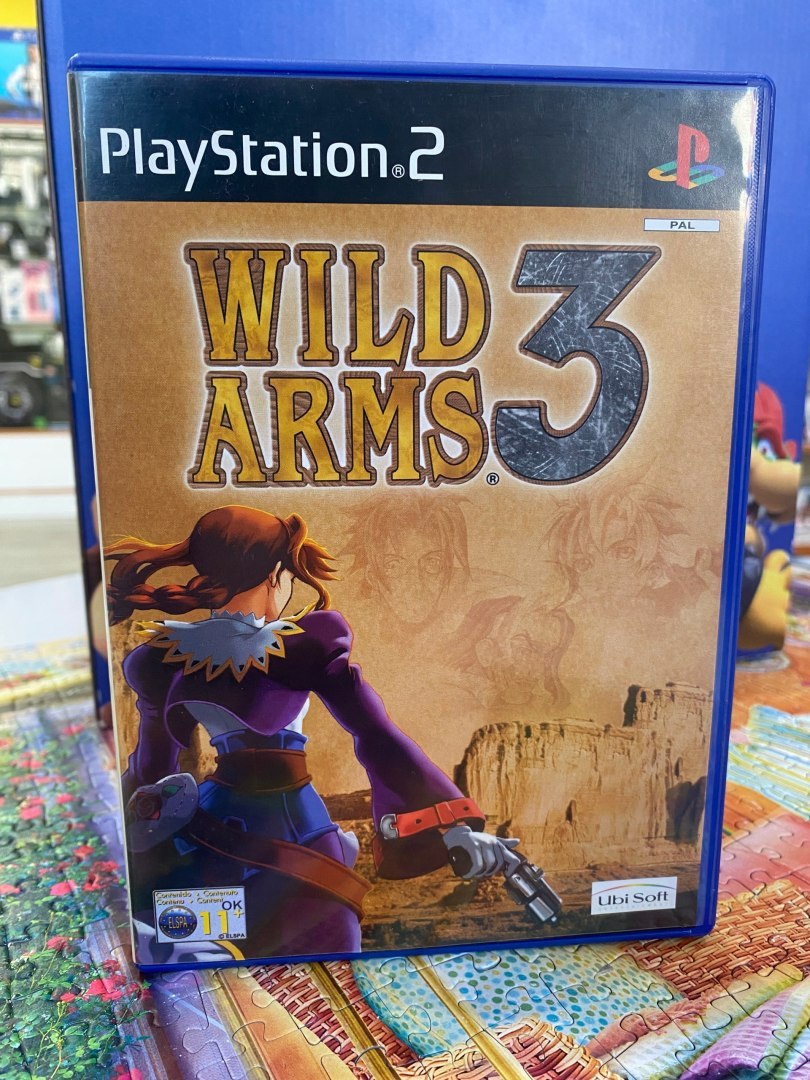 PlayStation®2
PAL
WILD
ARMS®
3
Contenido • Contenuto
Contenu • Content
OK
ELSPA
11+
© ELSPA
Ubi Soft